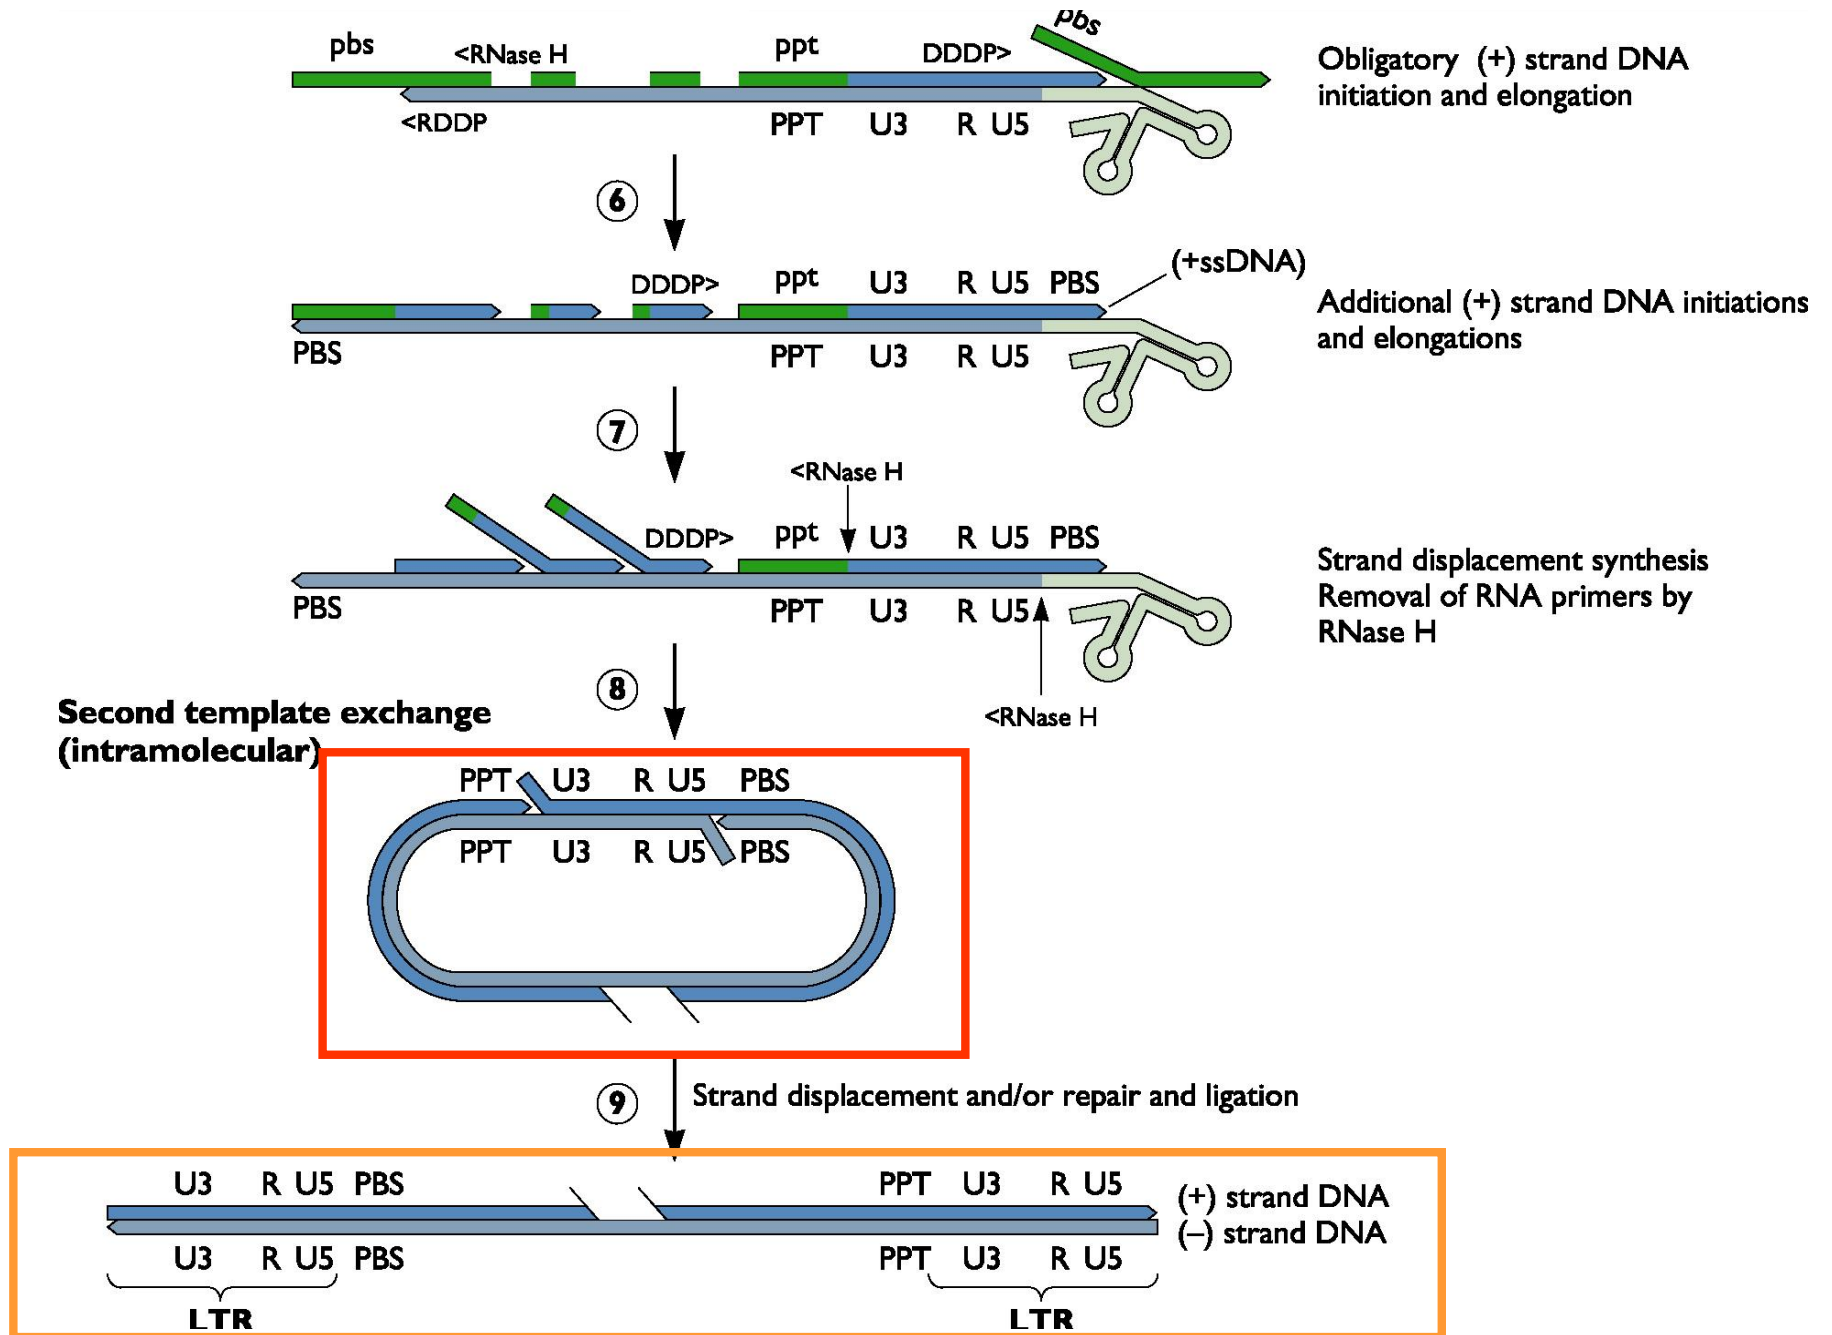 pbs
pbs <RNase H ppt DDDP>
Obligatory (+) strand DNA
initiation and elongation
<RDDP PPT U3 R U5
6
DDDP> ppt U3 R U5 PBS (+ssDNA)
Additional (+) strand DNA initiations
and elongations
PBS PPT U3 R U5
7
<RNase H
DDDP> ppt U3 R U5 PBS
Strand displacement synthesis
Removal of RNA primers by
RNase H
PBS PPT U3 R U5
8
<RNase H
Second template exchange
(intramolecular)
PPT U3 R U5 PBS
PPT U3 R U5 PBS
9
Strand displacement and/or repair and ligation
U3 R U5 PBS PPT U3 R U5
(+) strand DNA
(–) strand DNA
U3 R U5 PBS PPT U3 R U5
LTR LTR